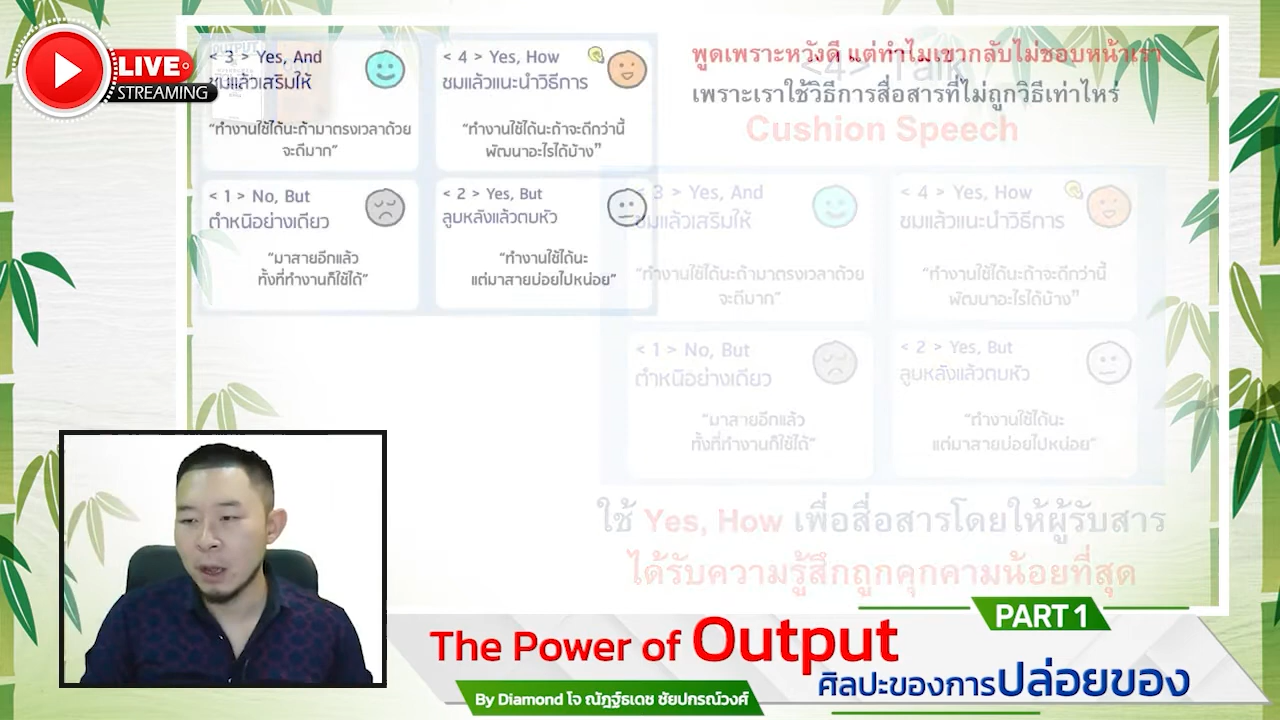 LIVE
STREAMING
< 3 > Yes, And
ชมแล้วเสริมให้
"ทำงานใช้ได้นะถ้ามาตรงเวลาด้วย
จะดีมาก"
< 4 > Yes, How
ชมแล้วแนะนำวิธีการ
"ทำงานใช้ได้นะถ้าจะดีกว่านี้
พัฒนาอะไรได้บ้าง"
< 1 > No, But
ตำหนิอย่างเดียว
"มาสายอีกแล้ว
ทั้งที่ทำงานก็ใช้ได้"
< 2 > Yes, But
ลูบหลังแล้วตบหัว
"ทำงานใช้ได้นะ
แต่มาสายบ่อยไปหน่อย"
พูดเพราะหวังดี แต่ทำไมเขากลับไม่ชอบหน้าเรา
เพราะเราใช้วิธีการสื่อสารที่ไม่ถูกวิธีเท่าไหร่
Cushion Speech
< 3 > Yes, And
ชมแล้วเสริมให้
"ทำงานใช้ได้นะถ้ามาตรงเวลาด้วย
จะดีมาก"
< 4 > Yes, How
ชมแล้วแนะนำวิธีการ
"ทำงานใช้ได้นะถ้าจะดีกว่านี้
พัฒนาอะไรได้บ้าง"
< 1 > No, But
ตำหนิอย่างเดียว
"มาสายอีกแล้ว
ทั้งที่ทำงานก็ใช้ได้"
< 2 > Yes, But
ลูบหลังแล้วตบหัว
"ทำงานใช้ได้นะ
แต่มาสายบ่อยไปหน่อย"
ใช้ Yes, How เพื่อสื่อสารโดยให้ผู้รับสาร
ได้รับความรู้สึกถูกคุกคามน้อยที่สุด
PART 1
The Power of Output
ศิลปะของการปล่อยของ
By Diamond โจ ณัฏฐ์ธเดช ชัยปกรณ์วงศ์